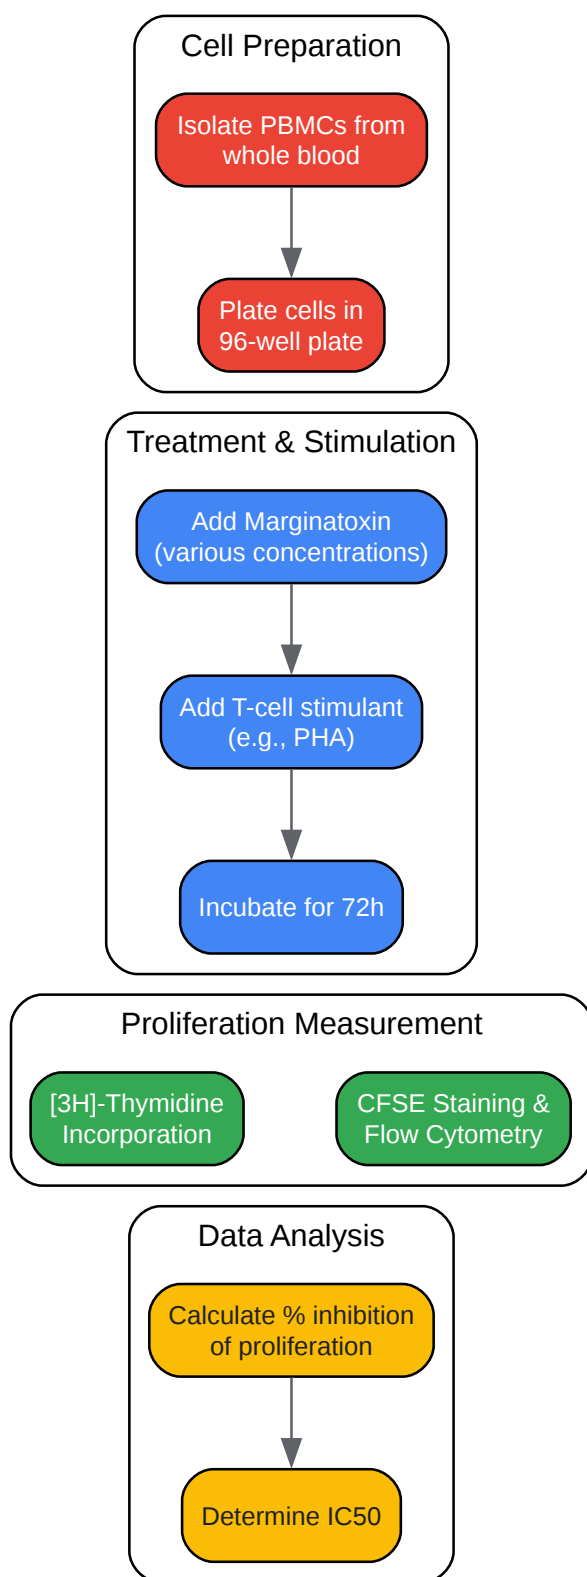 Cell Preparation
Isolate PBMCs from
whole blood
Plate cells in
96-well plate
Treatment & Stimulation
Add Marginatoxin
(various concentrations)
Add T-cell stimulant
(e.g., PHA)
Incubate for 72h
Proliferation Measurement
[3H]-Thymidine
Incorporation
CFSE Staining &
Flow Cytometry
Data Analysis
Calculate % inhibition
of proliferation
Determine IC50